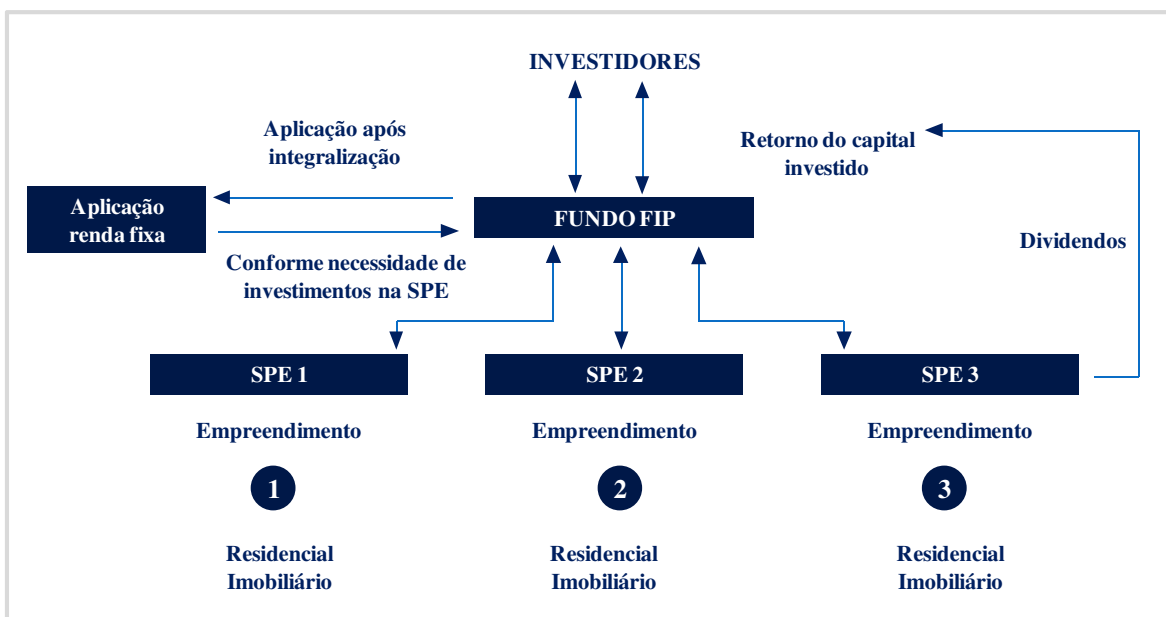 INVESTIDORES
Aplicação após
integralização
Retorno do capital
investido
Aplicação
renda fixa
FUNDO FIP
Dividendos
Conforme necessidade de
investimentos na SPE
SPE 1
SPE 2
SPE 3
Empreendimento
Empreendimento
Empreendimento
1
2
3
Residencial
Imobiliário
Residencial
Imobiliário
Residencial
Imobiliário